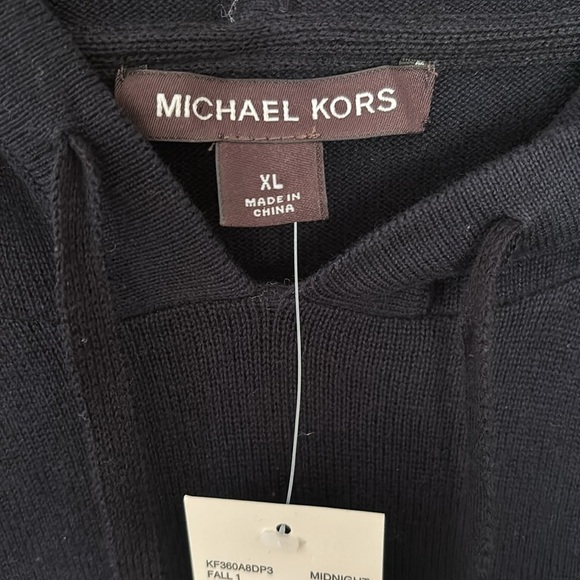 MICHAEL KORS
XL
MADE IN
CHINA
KF360A8DP3
FALL 1 MIDNIGHT